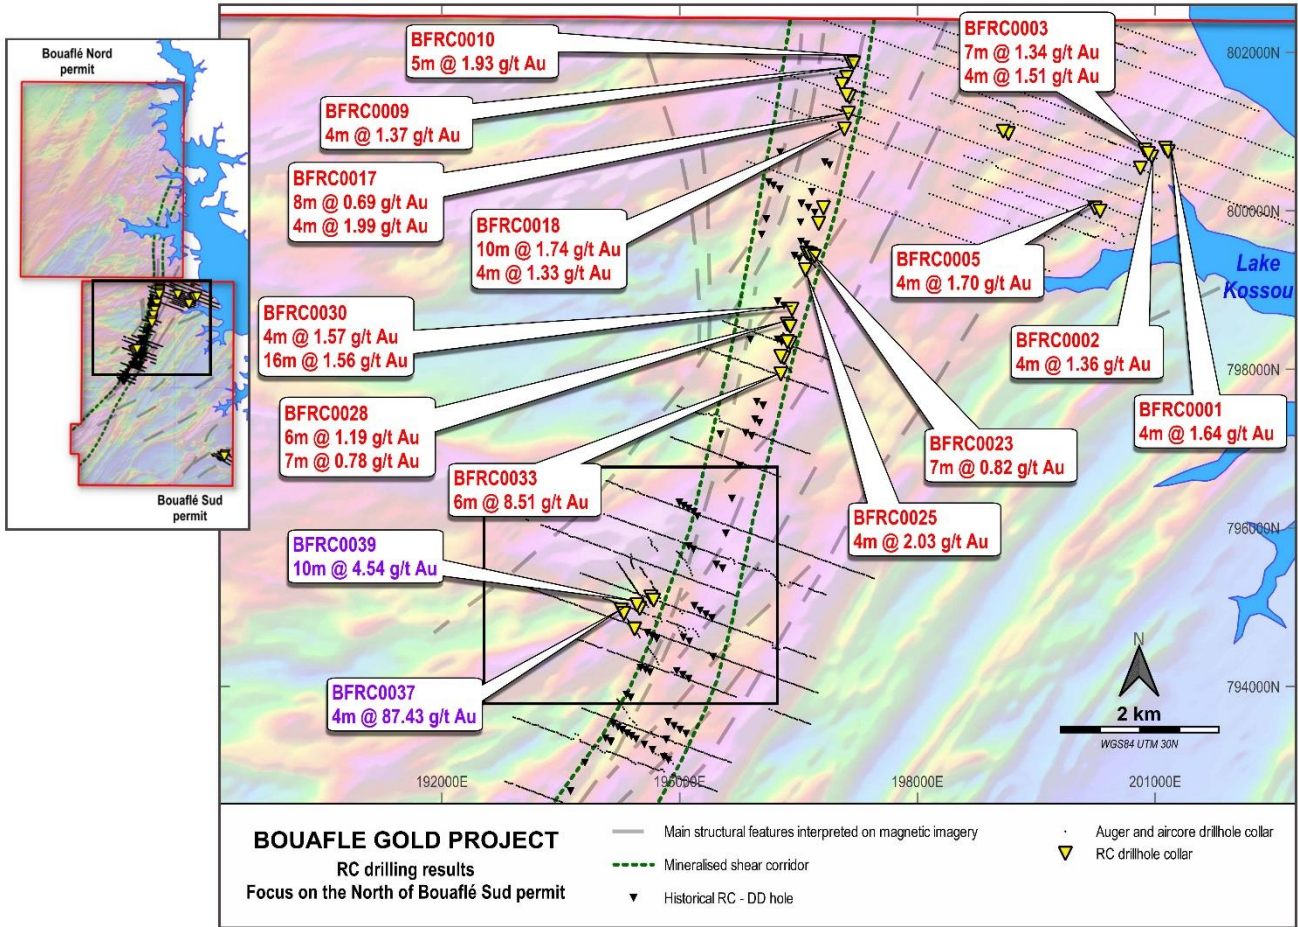 Bouaflé Nord
permit
Bouaflé Sud
permit
BFRC0010
5m @ 1.93 g/t Au
BFRC0009
4m @ 1.37 g/t Au
BFRC0017
8m @ 0.69 g/t Au
4m @ 1.99 g/t Au
BFRC0018
10m @ 1.74 g/t Au
4m @ 1.33 g/t Au
BFRC0030
4m @ 1.57 g/t Au
16m @ 1.56 g/t Au
BFRC0028
6m @ 1.19 g/t Au
7m @ 0.78 g/t Au
BFRC0033
6m @ 8.51 g/t Au
BFRC0039
10m @ 4.54 g/t Au
BFRC0037
4m @ 87.43 g/t Au
BFRC0003
7m @ 1.34 g/t Au
4m @ 1.51 g/t Au
BFRC0005
4m @ 1.70 g/t Au
BFRC0002
4m @ 1.36 g/t Au
BFRC0001
4m @ 1.64 g/t Au
BFRC0023
7m @ 0.82 g/t Au
BFRC0025
4m @ 2.03 g/t Au
Lake
Kossou
802000N
800000N
798000N
796000N
794000N
192000E
195000E
198000E
201000E
N
2 km
WGS84 UTM 30N
BOUAFLE GOLD PROJECT
RC drilling results
Focus on the North of Bouaflé Sud permit
Main structural features interpreted on magnetic imagery
Mineralised shear corridor
Historical RC - DD hole
Auger and aircore drillhole collar
RC drillhole collar